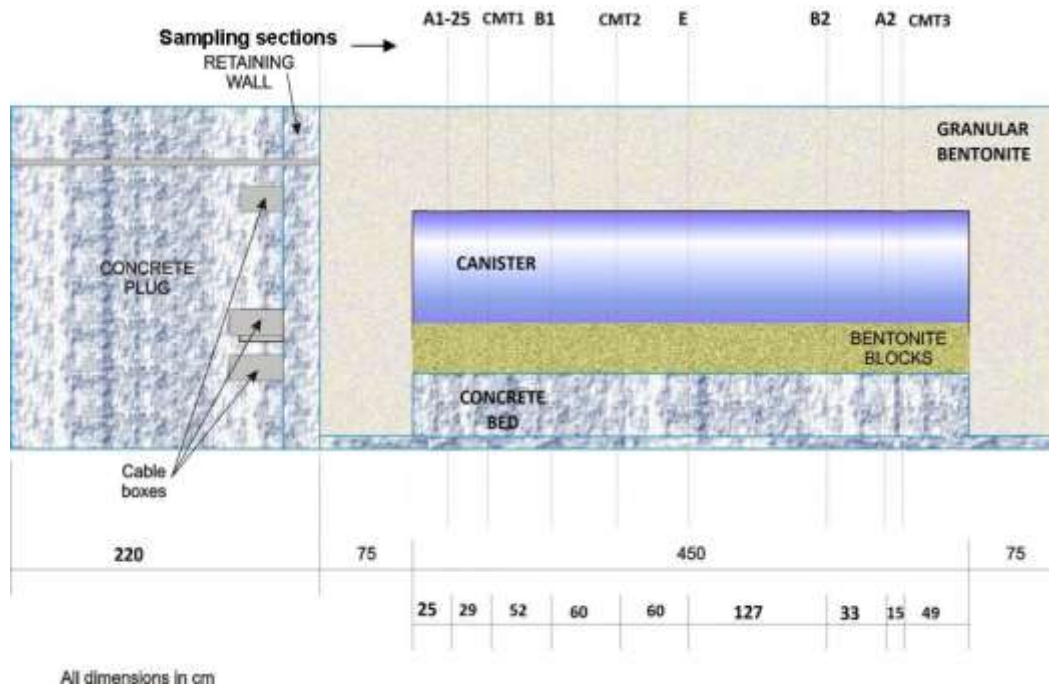 A1-25 CMT1 B1 CMT2 E B2 A2 CMT3
Sampling sections
RETAINING
WALL
GRANULAR
BENTONITE
CONCRETE
PLUG
CANISTER
BENTONITE
BLOCKS
CONCRETE
BED
Cable
boxes
220 75 450 75
25 29 52 60 60 127 33 15 49
All dimensions in cm